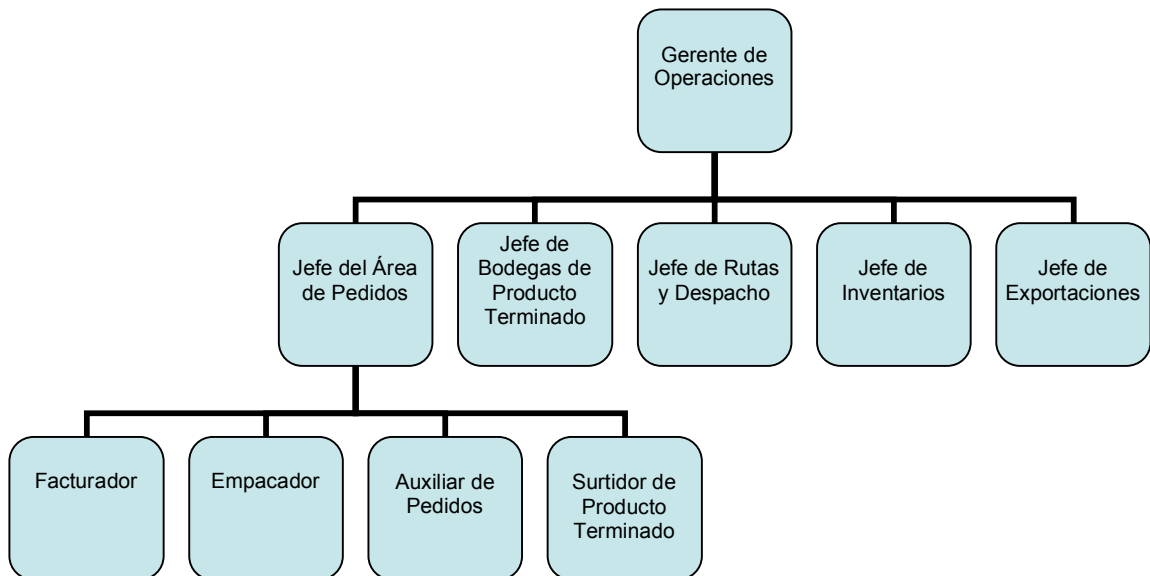 Gerente de
Operaciones
Jefe del Área
de Pedidos
Jefe de
Bodegas de
Producto
Terminado
Jefe de Rutas
y Despacho
Jefe de
Inventarios
Jefe de
Exportaciones
Facturador
Empacador
Auxiliar de
Pedidos
Surtidor de
Producto
Terminado